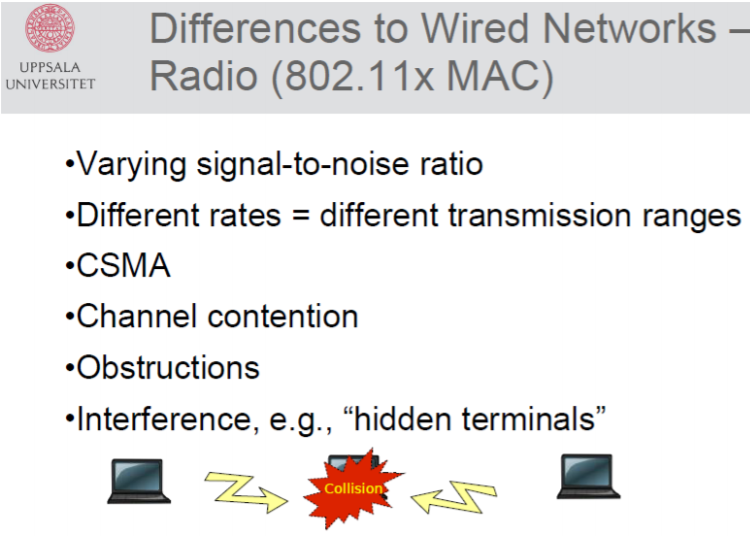 UPPSALA
UNIVERSITET
Differences to Wired Networks –
Radio (802.11x MAC)
•Varying signal-to-noise ratio
•Different rates = different transmission ranges
•CSMA
•Channel contention
•Obstructions
•Interference, e.g., “hidden terminals”
Collision